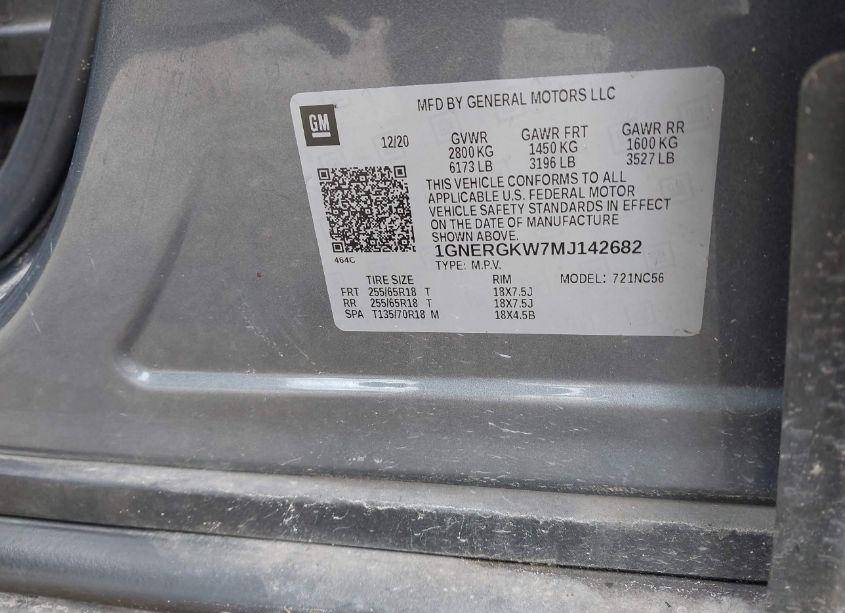 MFD BY GENERAL MOTORS LLC
GM
12/20 GVWR GAWR FRT GAWR RR
2800 KG 1450 KG 1600 KG
6173 LB 3196 LB 3527 LB
THIS VEHICLE CONFORMS TO ALL
APPLICABLE U.S. FEDERAL MOTOR
VEHICLE SAFETY STANDARDS IN EFFECT
ON THE DATE OF MANUFACTURE
SHOWN ABOVE.
464C
1GNERGKW7MJ142682
TYPE: M.P.V.
TIRE SIZE RIM MODEL: 721NC56
FRT 255/65R18 T 18X7.5J
RR 255/65R18 T 18X7.5J
SPA T135/70R18 M 18X4.5B